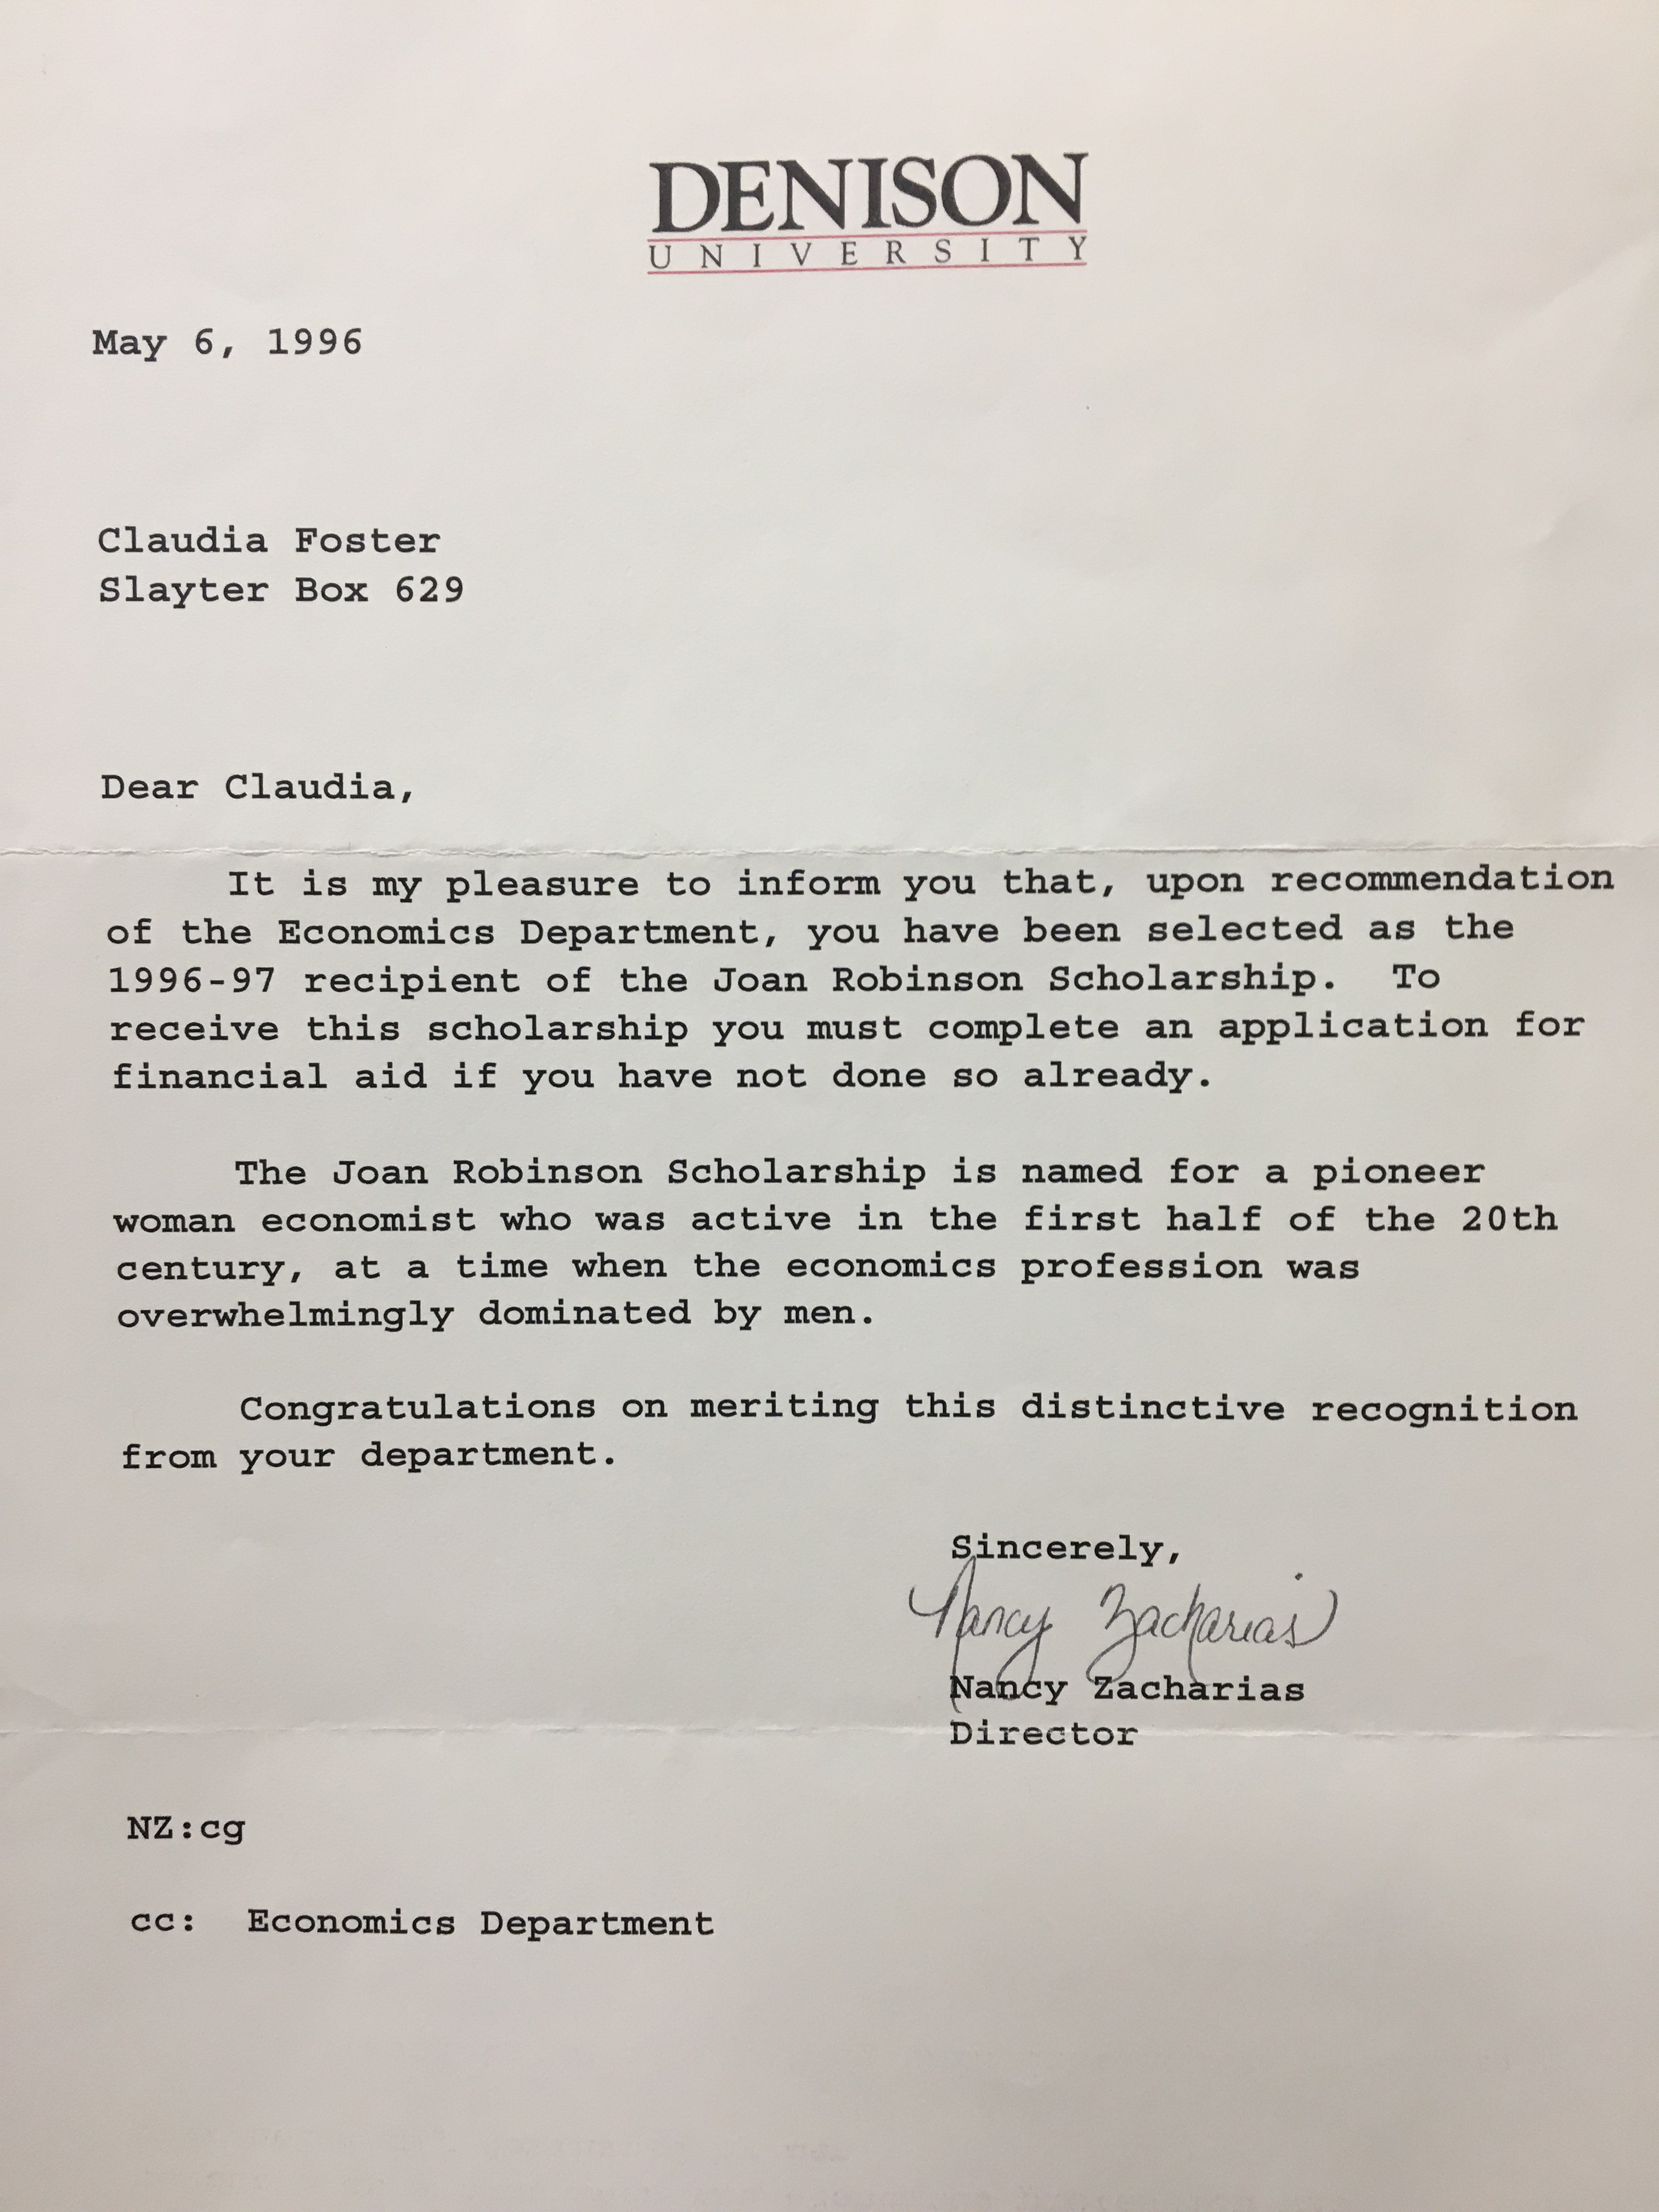 DENISON
UNIVERSITY
May 6, 1996
Claudia Foster
Slayter Box 629
Dear Claudia,
It is my pleasure to inform you that, upon recommendation
of the Economics Department, you have been selected as the
1996-97 recipient of the Joan Robinson Scholarship. To
receive this scholarship you must complete an application for
financial aid if you have not done so already.
The Joan Robinson Scholarship is named for a pioneer
woman economist who was active in the first half of the 20th
century, at a time when the economics profession was
overwhelmingly dominated by men.
Congratulations on meriting this distinctive recognition
from your department.
Sincerely,
Nancy Zacharias
Nancy Zacharias
Director
NZ:cg
cc: Economics Department